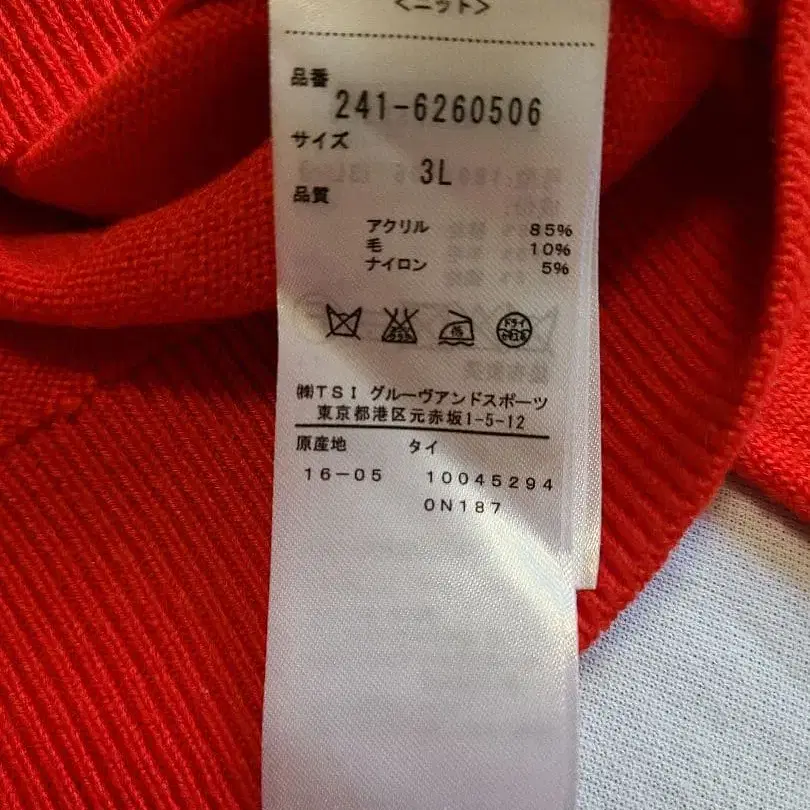 <ニット>
品番
241-6260506
サイズ
3L
品質
アクリル 85%
毛 10%
ナイロン 5%
ドライ
㈱TSI グルーヴアンドスポーツ
東京都港区元赤坂1-5-12
原産地 タイ
16-05 10045294
0N187